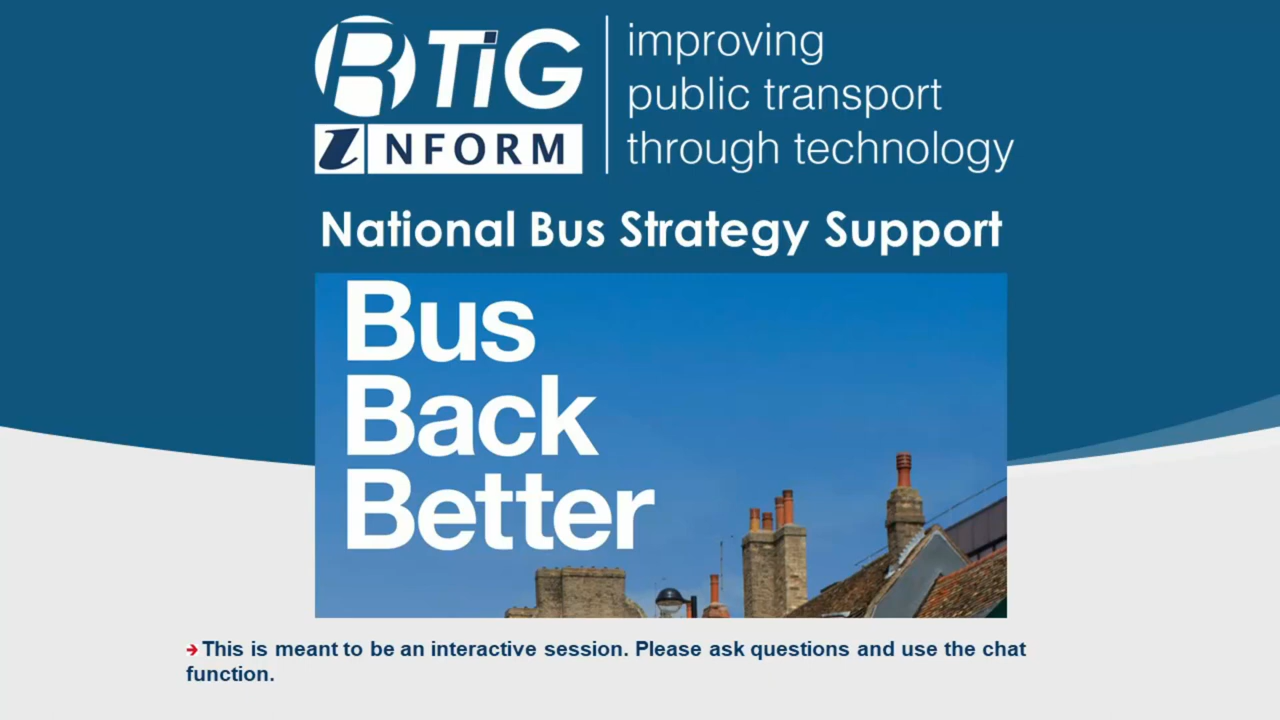 RTiG
iNFORM
improving
public transport
through technology
National Bus Strategy Support
Bus
Back
Better
This is meant to be an interactive session. Please ask questions and use the chat
function.